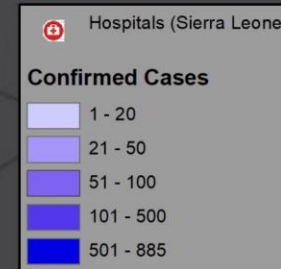 Hospitals (Sierra Leone
Confirmed Cases
1 - 20
21 - 50
51 - 100
101 - 500
501 - 885